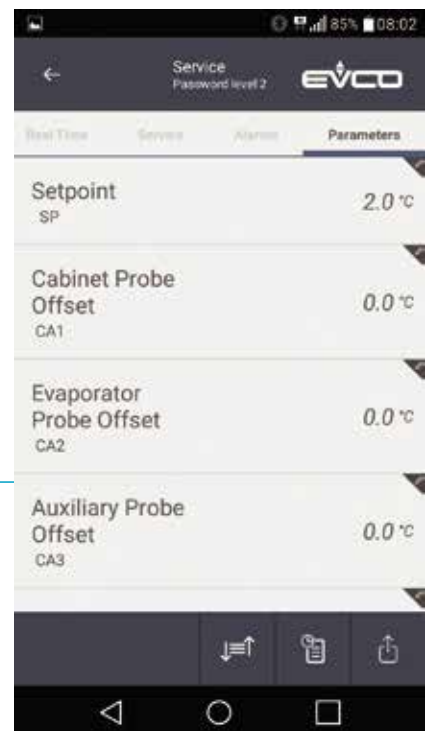 85% 08:02
Service
Password level 2
EVCO
Real Time Service Alarms Parameters
Setpoint
SP
2.0 °C
Cabinet Probe
Offset
CA1
0.0 °C
Evaporator
Probe Offset
CA2
0.0 °C
Auxiliary Probe
Offset
CA3
0.0 °C